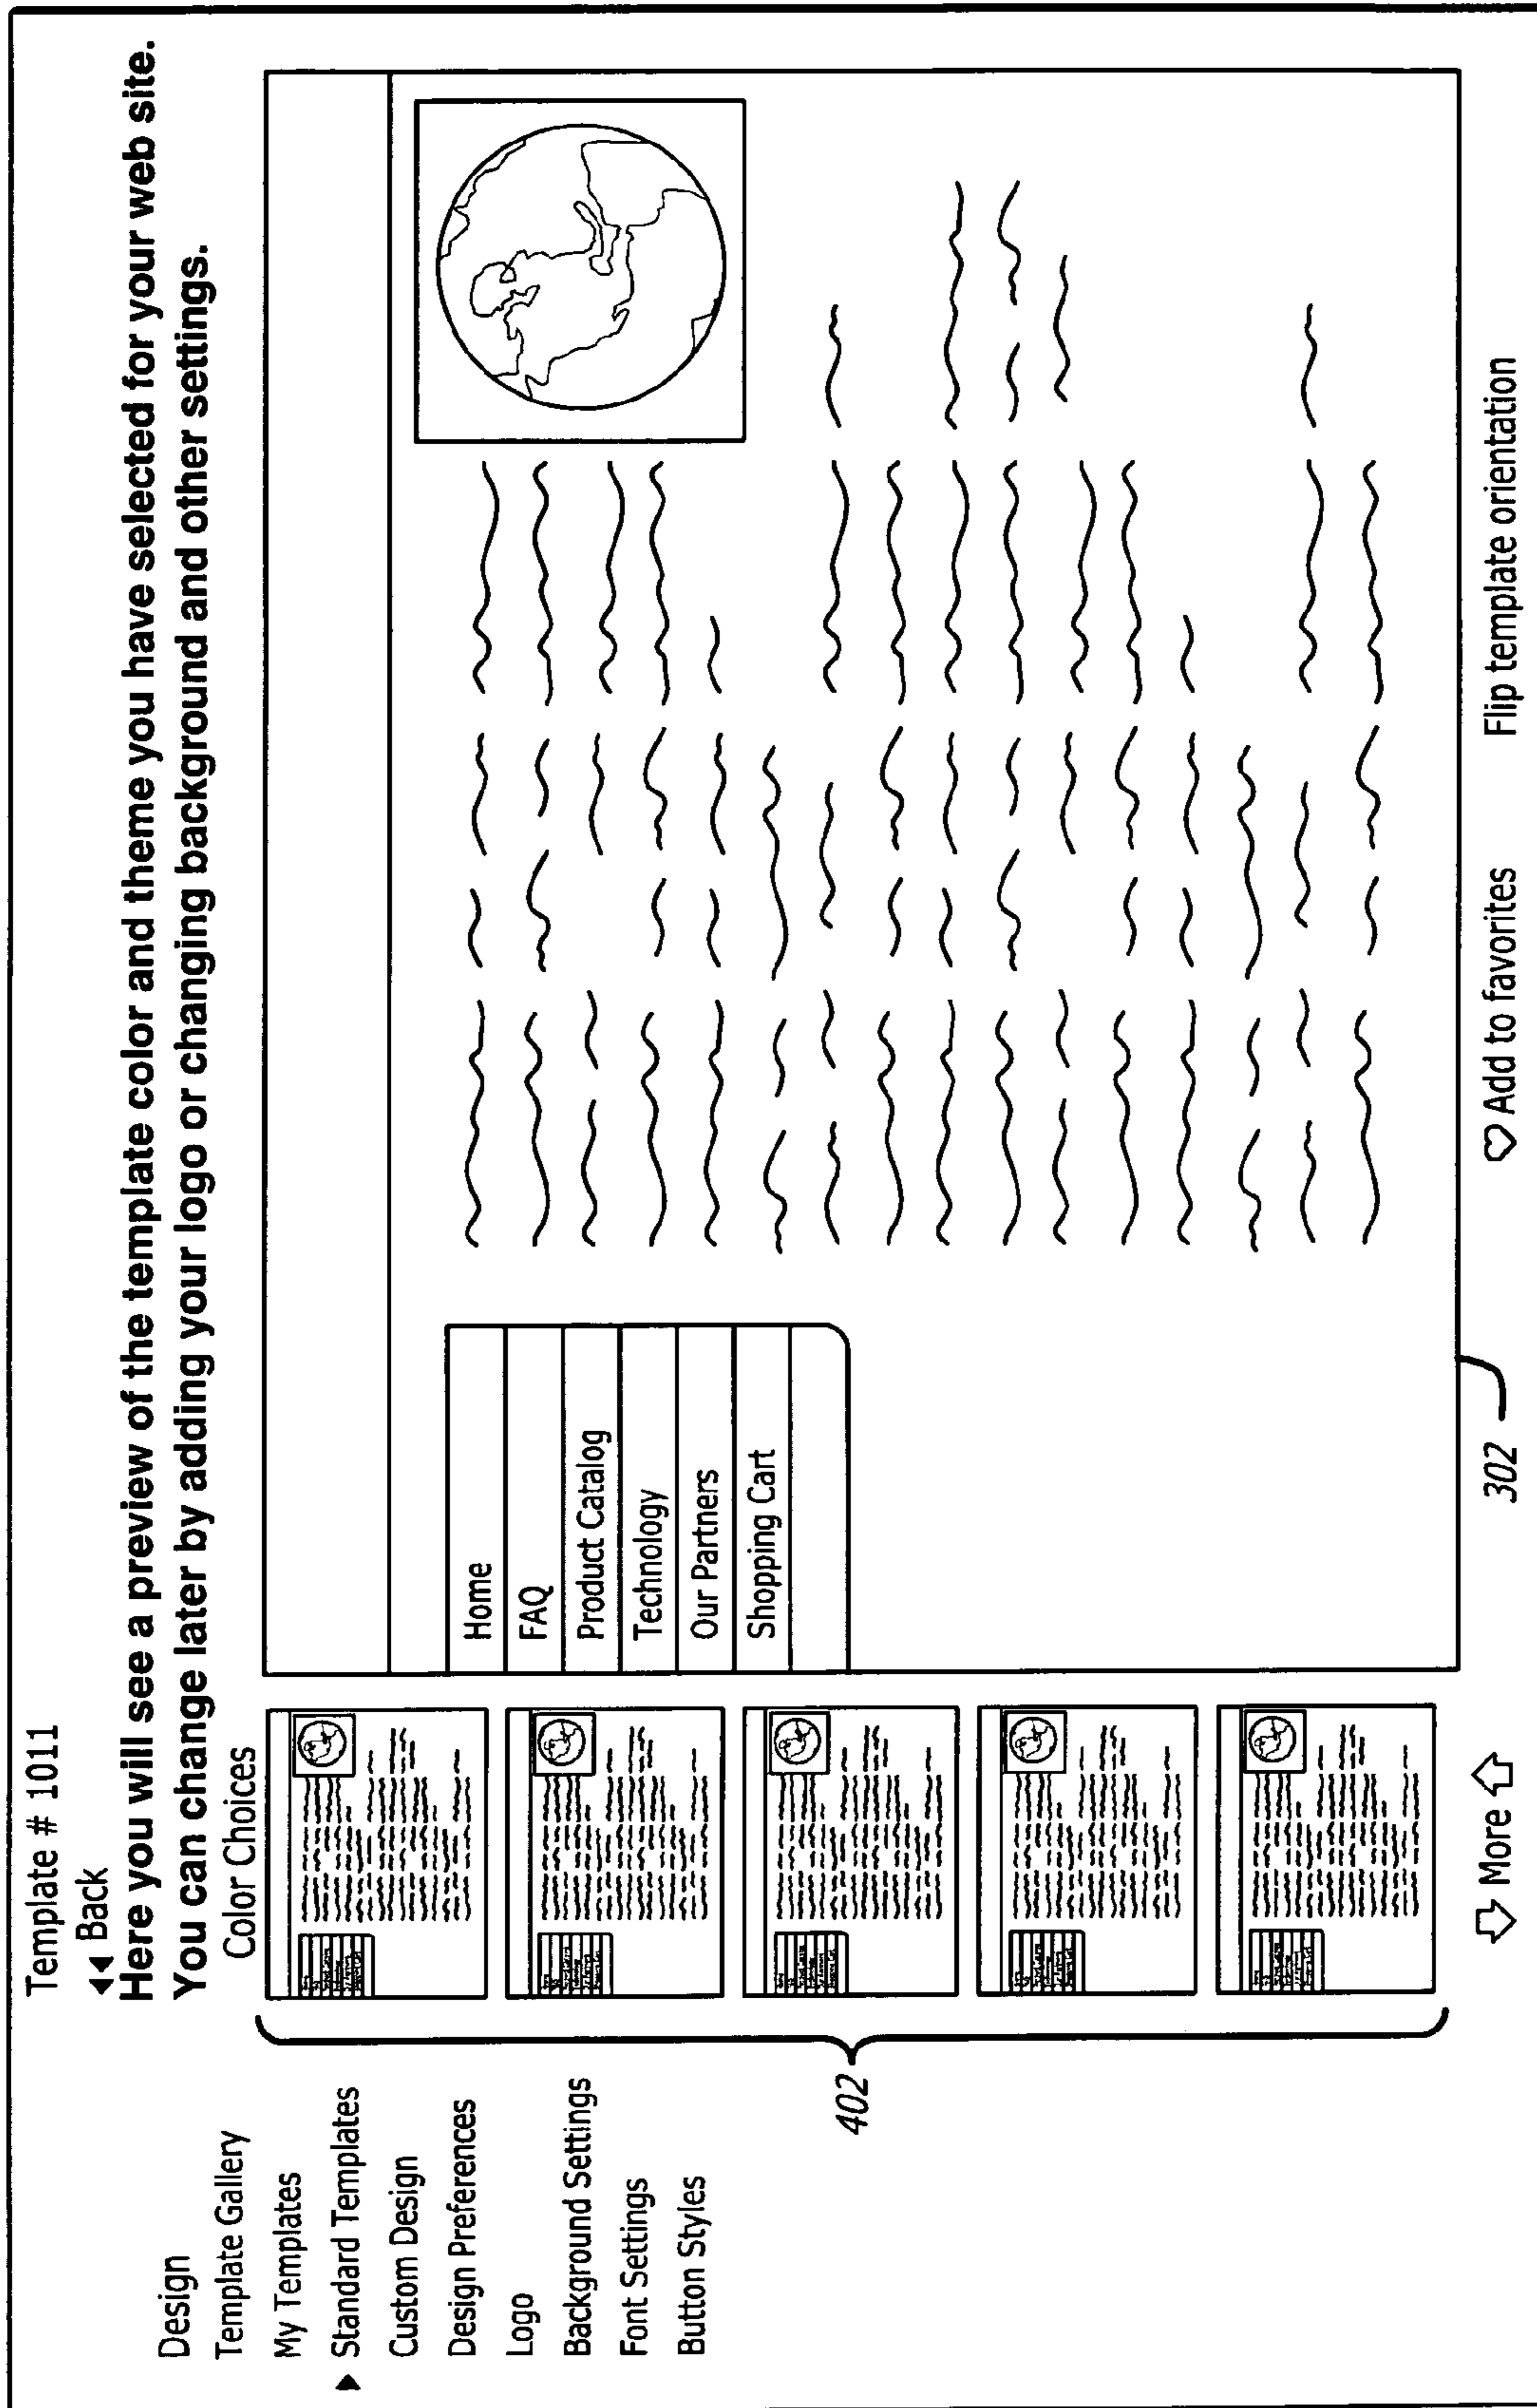 Template # 1011
Back
Here you will see a preview of the template color and theme you have selected for your web site.
You can change later by adding your logo or changing background and other settings.
Design
Template Gallery
My Templates
Standard Templates
Custom Design
Design Preferences
Logo
Background Settings
Font Settings
Button Styles
402
Color Choices
More
Home
FAQ
Product Catalog
Technology
Our Partners
Shopping Cart
302
♡ Add to favorites
Flip template orientation